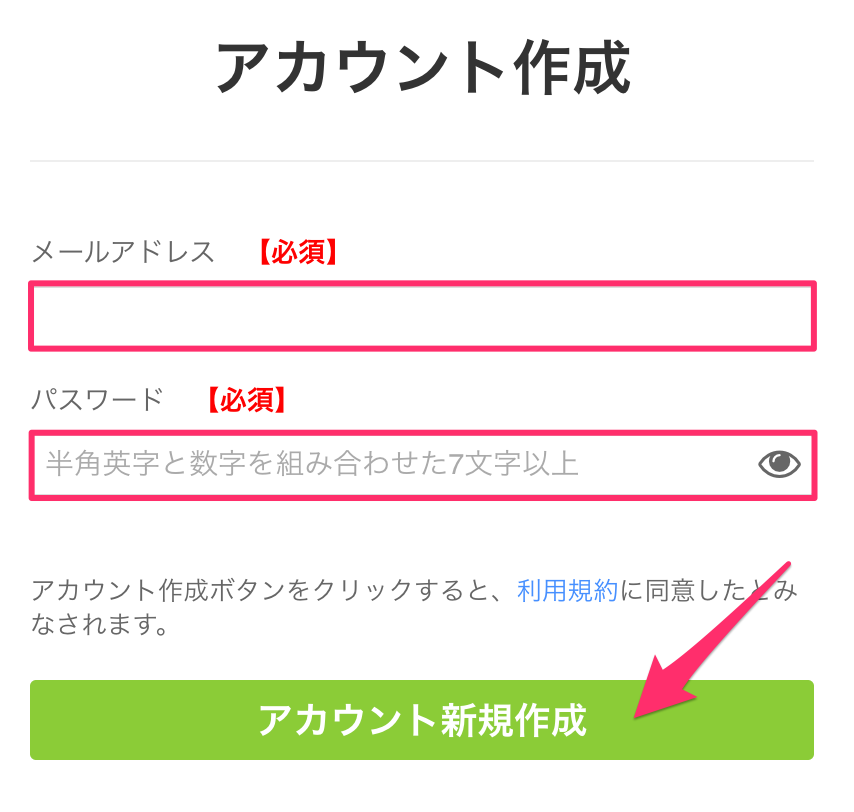 アカウント作成
メールアドレス 【必須】
パスワード 【必須】
半角英字と数字を組み合わせた7文字以上
アカウント作成ボタンをクリックすると、利用規約に同意したとみ
なされます。
アカウント新規作成